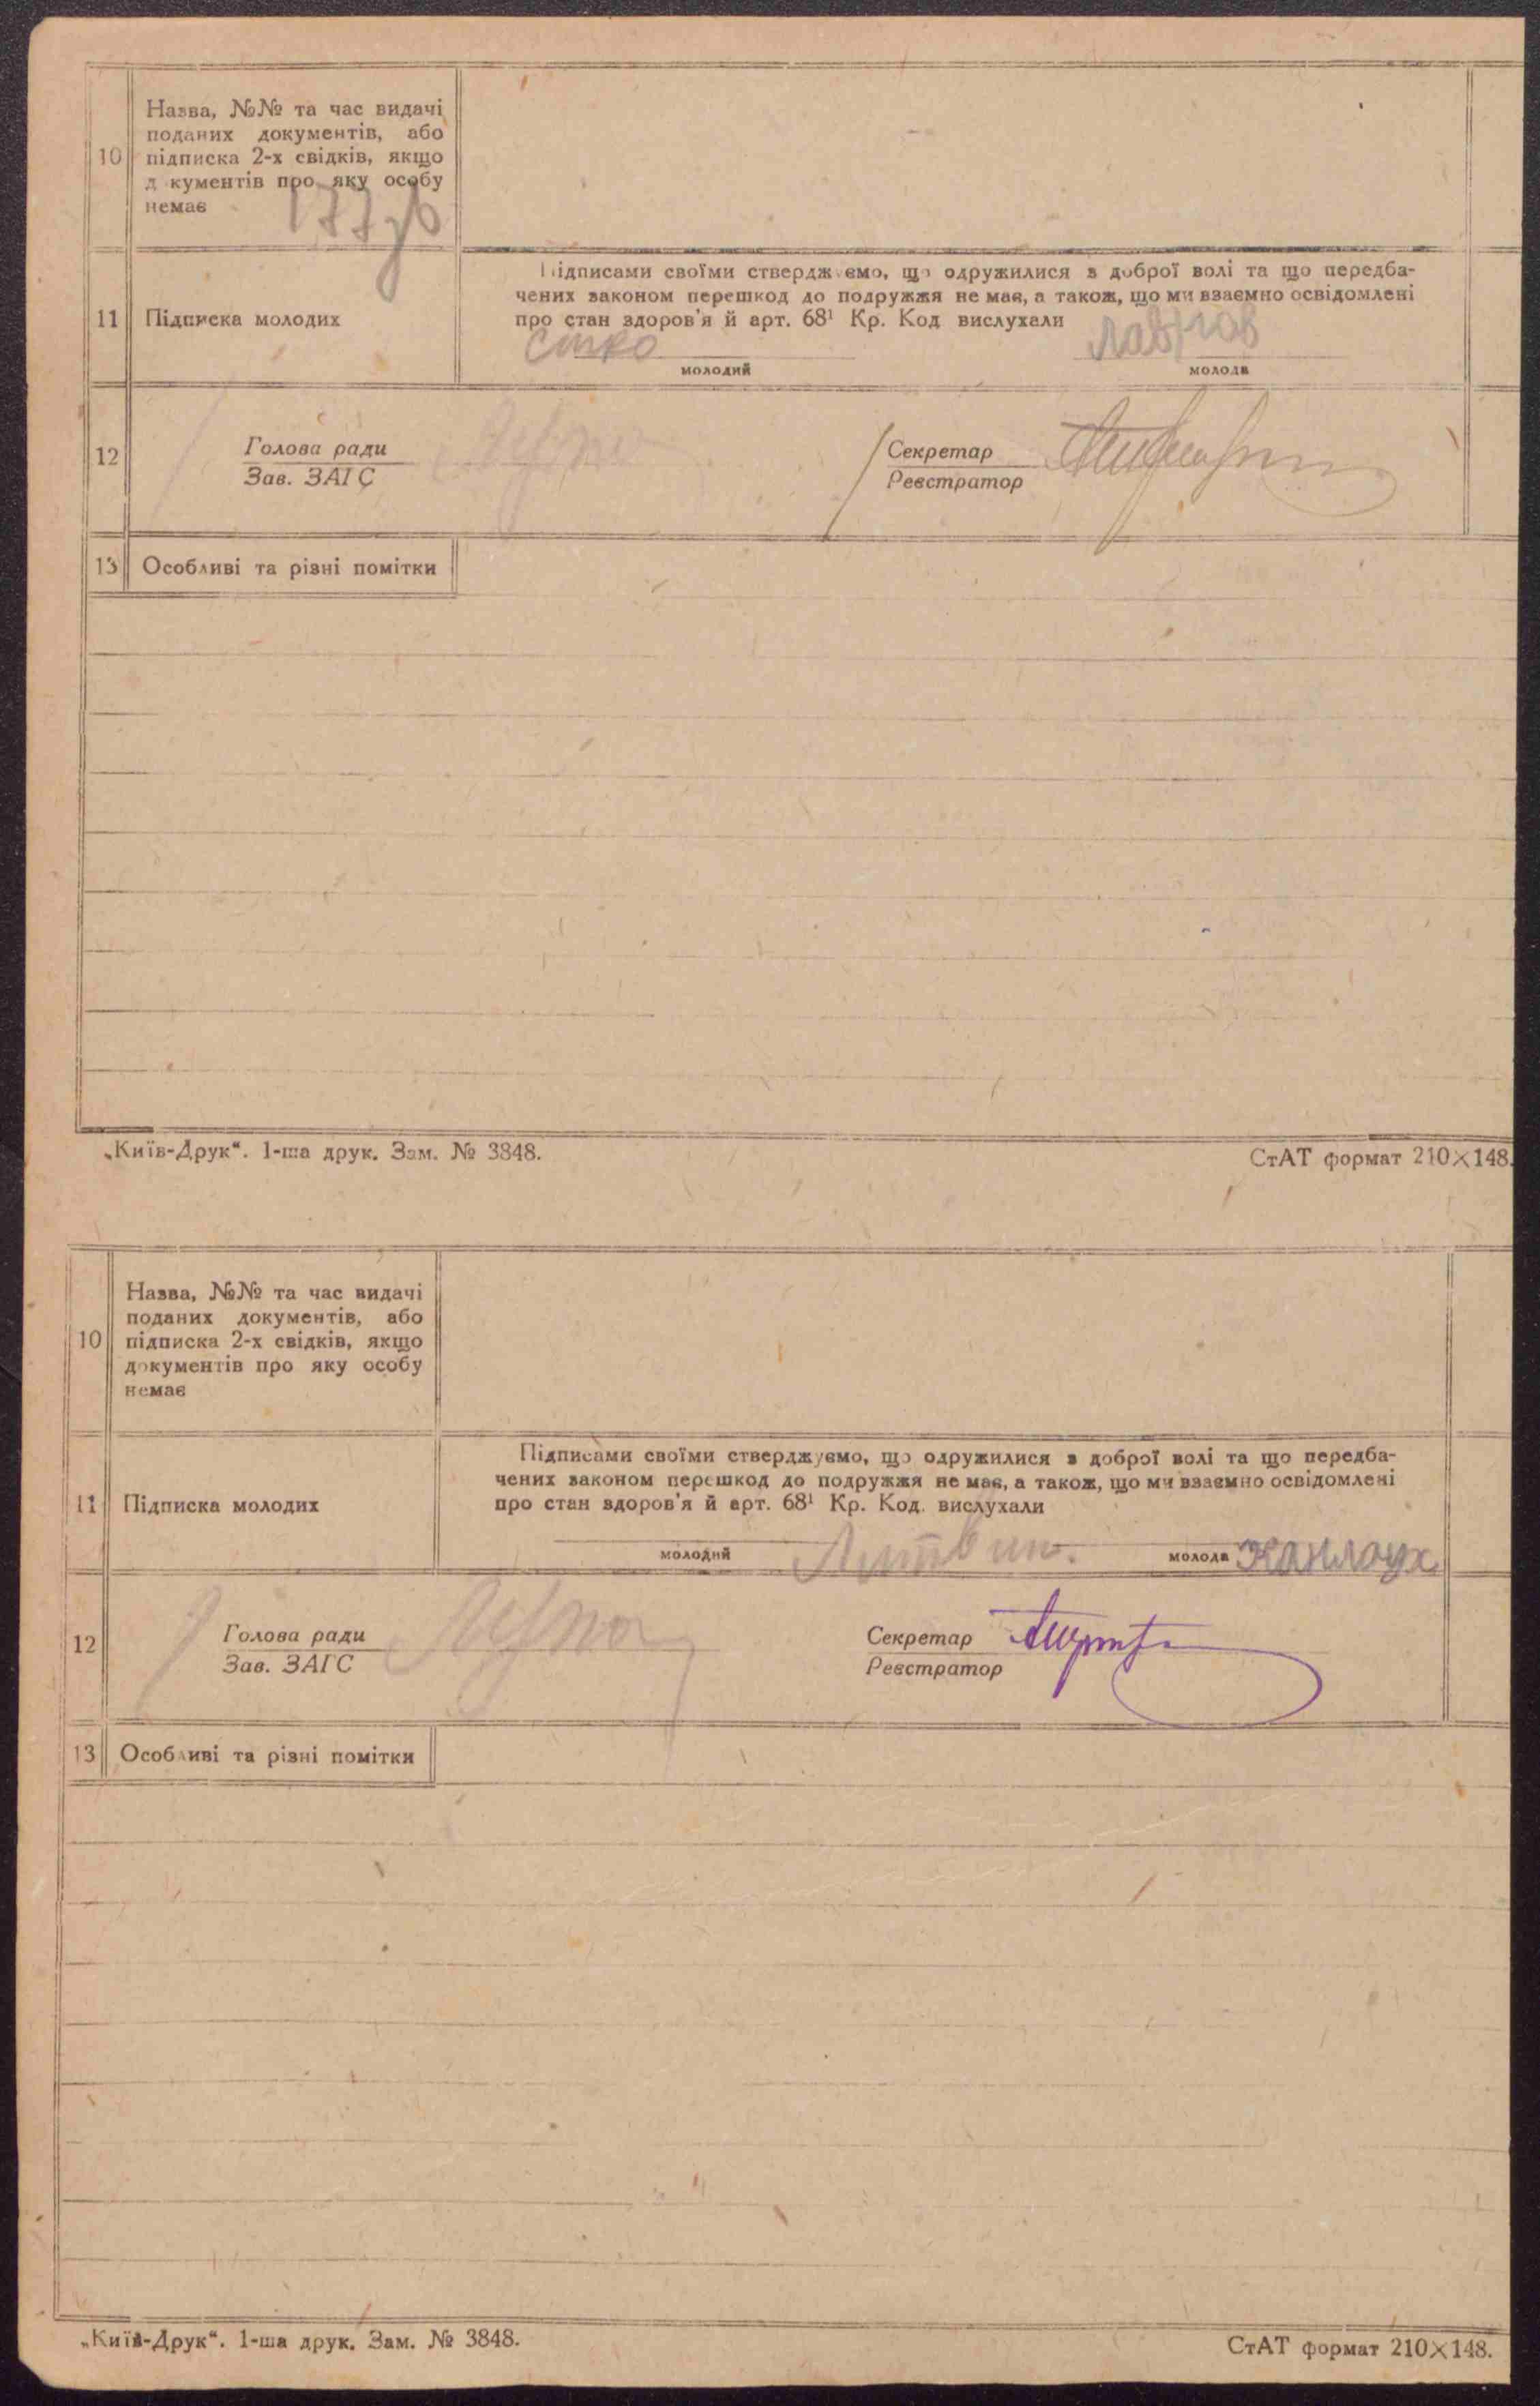 10
Назва, №№ та час видачі
поданих документів, або
підписка 2-х свідків, якщо
д кументів про яку особу
немає
11
Підписка молодих
Підписами своїми стверджуємо, що одружилися з доброї волі та що передба-
чених законом перешкод до подружжя не має, а також, що ми взаємно освідомлені
про стан здоров'я й арт. 68¹ Кр. Код вислухали
молодий
молода
12
Голова ради
Зав. ЗАГС
Секретар
Реєстратор
13
Особливі та різні помітки
„Київ-Друк“. 1-ша друк. Зам. № 3848.
СтАТ формат 210×148.
10
Назва, №№ та час видачі
поданих документів, або
підписка 2-х свідків, якщо
документів про яку особу
немає
11
Підписка молодих
Підписами своїми стверджуємо, що одружилися з доброї волі та що передба-
чених законом перешкод до подружжя не має, а також, що ми взаємно освідомлені
про стан здоров'я й арт. 68¹ Кр. Код. вислухали
молодий Литвин. молода
12
Голова ради
Зав. ЗАГС
Секретар
Реєстратор
13
Особливі та різні помітки
„Київ-Друк“. 1-ша друк. Зам. № 3848.
СтАТ формат 210×148.